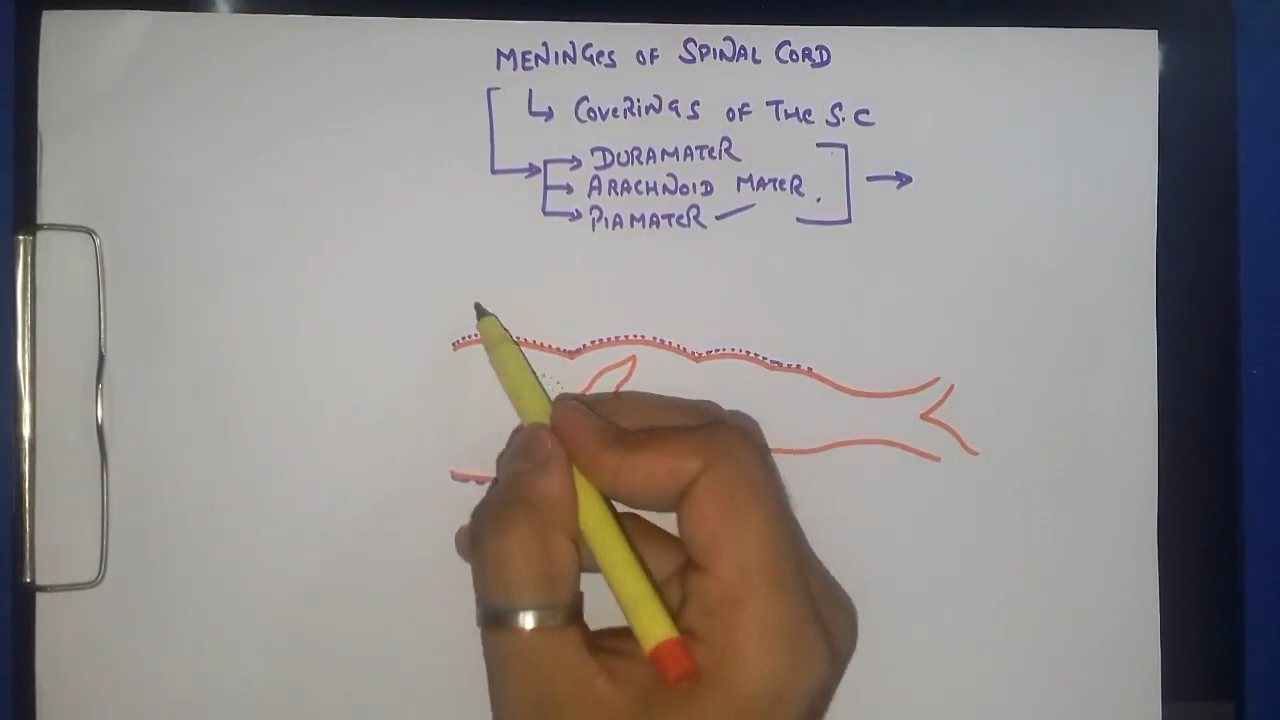 MENINGES OF SPINAL CORD
↳ COVERINGS OF THE S.C
→ DURAMATER
→ ARACHNOID MATER.
→ PIAMATER